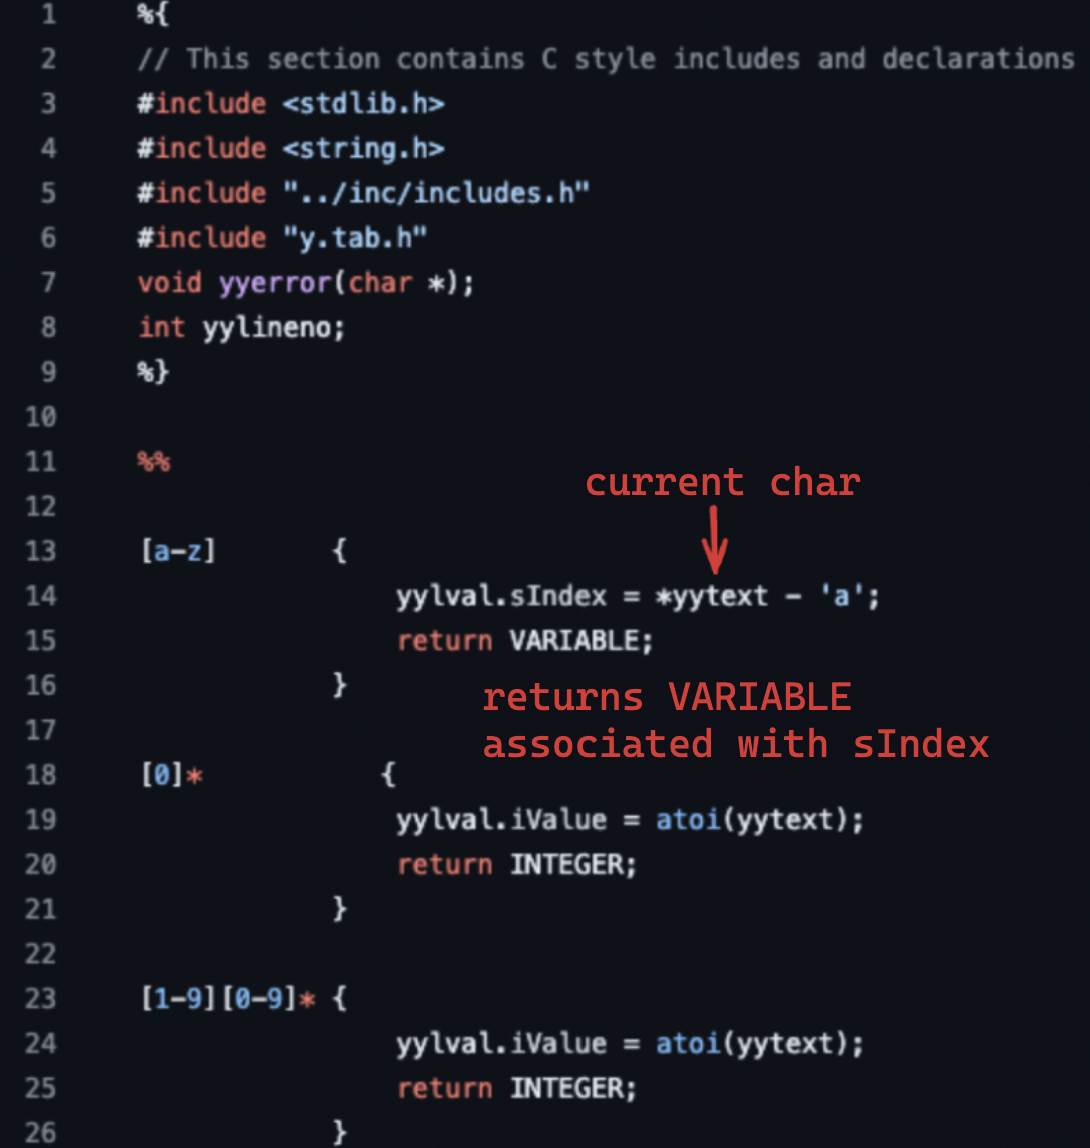 1 %{
2 // This section contains C style includes and declarations
3 #include <stdlib.h>
4 #include <string.h>
5 #include "../inc/includes.h"
6 #include "y.tab.h"
7 void yyerror(char *);
8 int yylineno;
9 %}
10
11 %%
current char
12
13 [a-z] {
14 yylval.sIndex = *yytext - 'a';
15 return VARIABLE;
16 }
returns VARIABLE
17
associated with sIndex
18 [0]* {
19 yylval.iValue = atoi(yytext);
20 return INTEGER;
21 }
22
23 [1-9][0-9]* {
24 yylval.iValue = atoi(yytext);
25 return INTEGER;
26 }